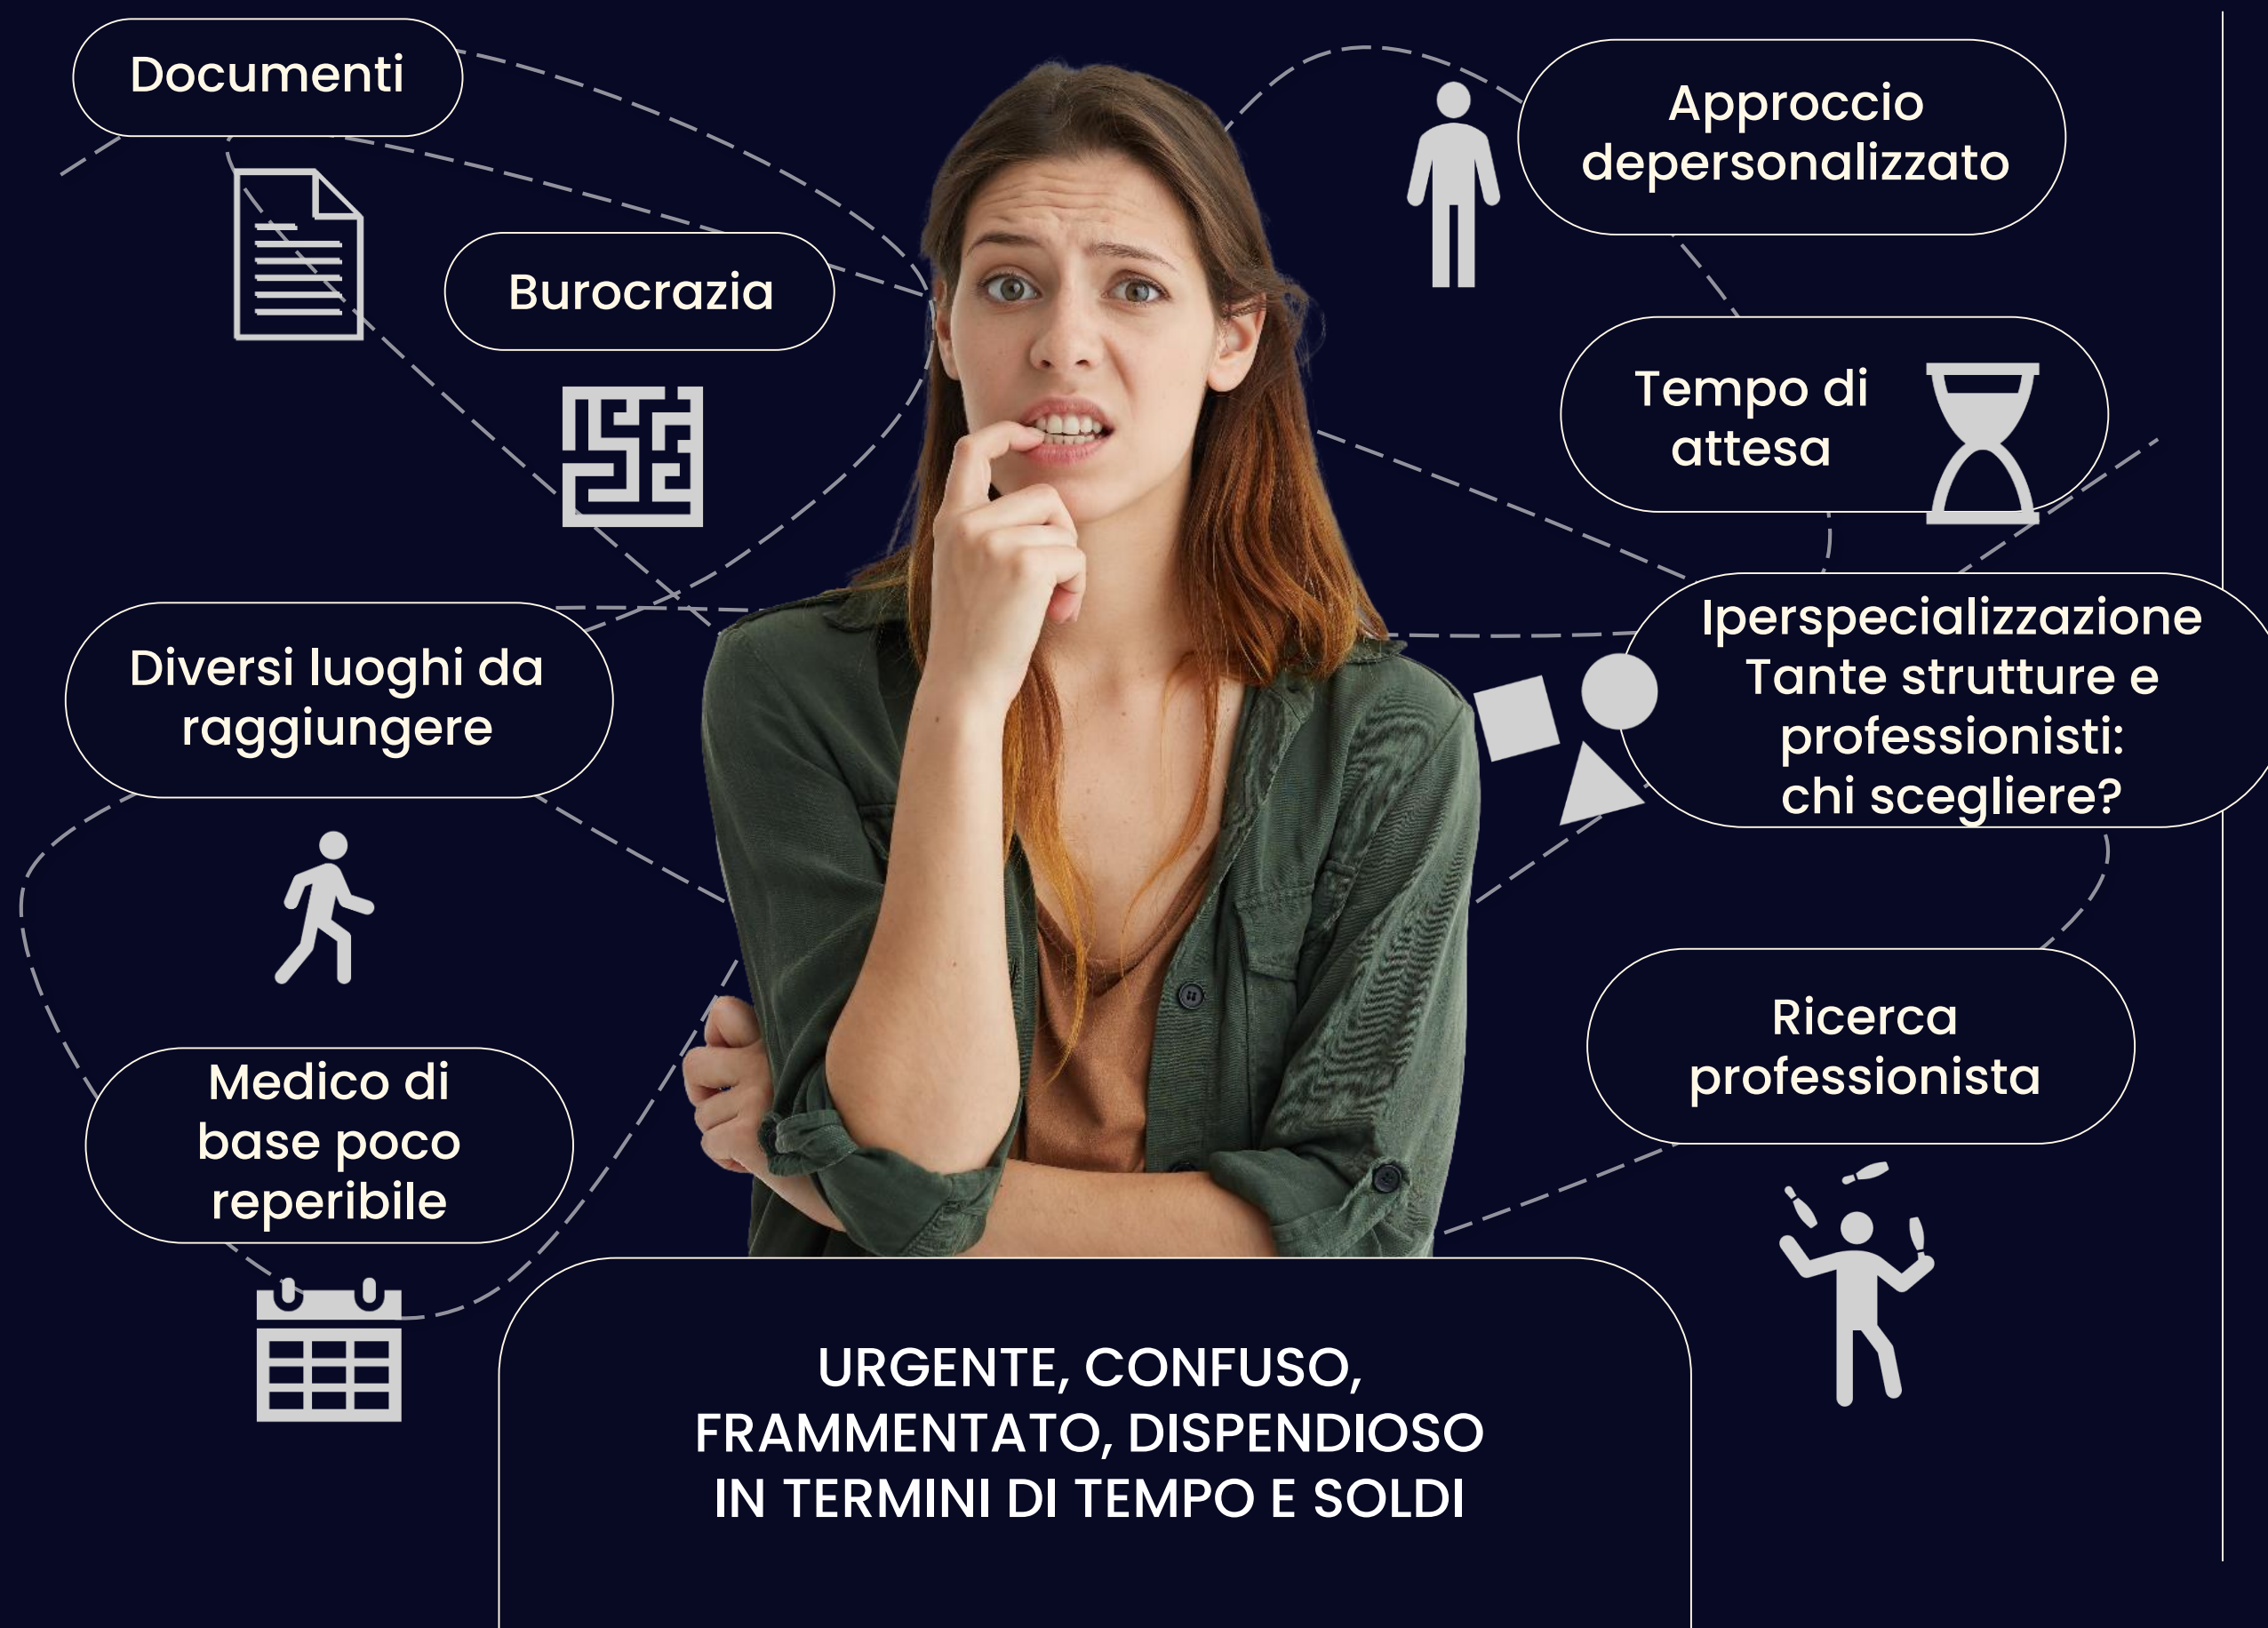 Documenti
Burocrazia
Diversi luoghi da
raggiungere
Medico di
base poco
reperibile
Approccio
depersonalizzato
Tempo di
attesa
Iperspecializzazione
Tante strutture e
professionisti:
chi scegliere?
Ricerca
professionista
URGENTE, CONFUSO,
FRAMMENTATO, DISPENDIOSO
IN TERMINI DI TEMPO E SOLDI